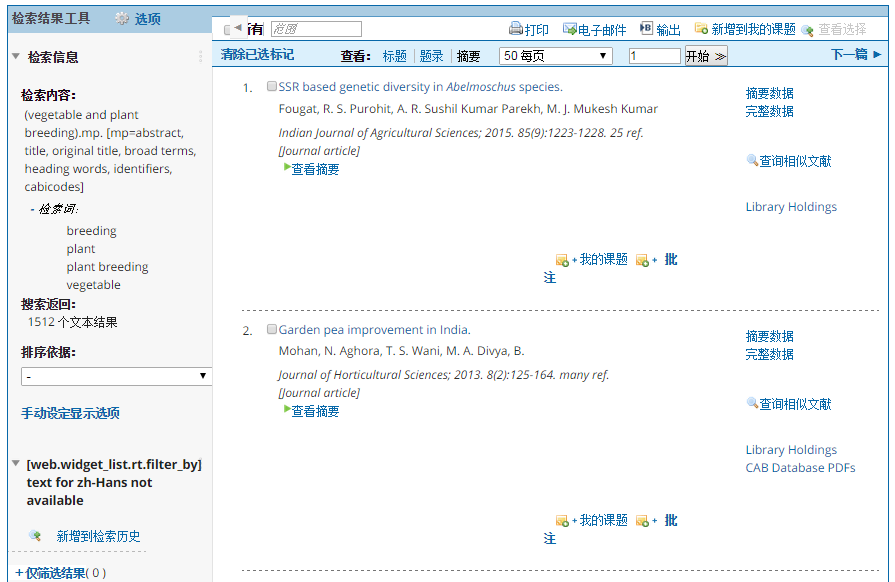 检索结果工具 选项
有 范围 打印 电子邮件 输出 新增到我的课题 查看选择
清除已选标记 查看: 标题 | 题录 | 摘要 50 每页 1 开始 ≫ 下一篇
检索信息
检索内容:
(vegetable and plant
breeding).mp. [mp=abstract,
title, original title, broad terms,
heading words, identifiers,
cabicodes]
- 检索词:
breeding
plant
plant breeding
vegetable
搜索返回:
1512 个文本结果
排序依据:
-
手动设定显示选项
[web.widget_list.rt.filter_by]
text for zh-Hans not
available
新增到检索历史
+仅筛选结果( 0 )
1. SSR based genetic diversity in Abelmoschus species.
Fougat, R. S. Purohit, A. R. Sushil Kumar Parekh, M. J. Mukesh Kumar
Indian Journal of Agricultural Sciences; 2015. 85(9):1223-1228. 25 ref.
[Journal article]
查看摘要
摘要数据
完整数据
查询相似文献
Library Holdings
+我的课题 + 批
注
2. Garden pea improvement in India.
Mohan, N. Aghora, T. S. Wani, M. A. Divya, B.
Journal of Horticultural Sciences; 2013. 8(2):125-164. many ref.
[Journal article]
查看摘要
摘要数据
完整数据
查询相似文献
Library Holdings
CAB Database PDFs
+我的课题 + 批
注